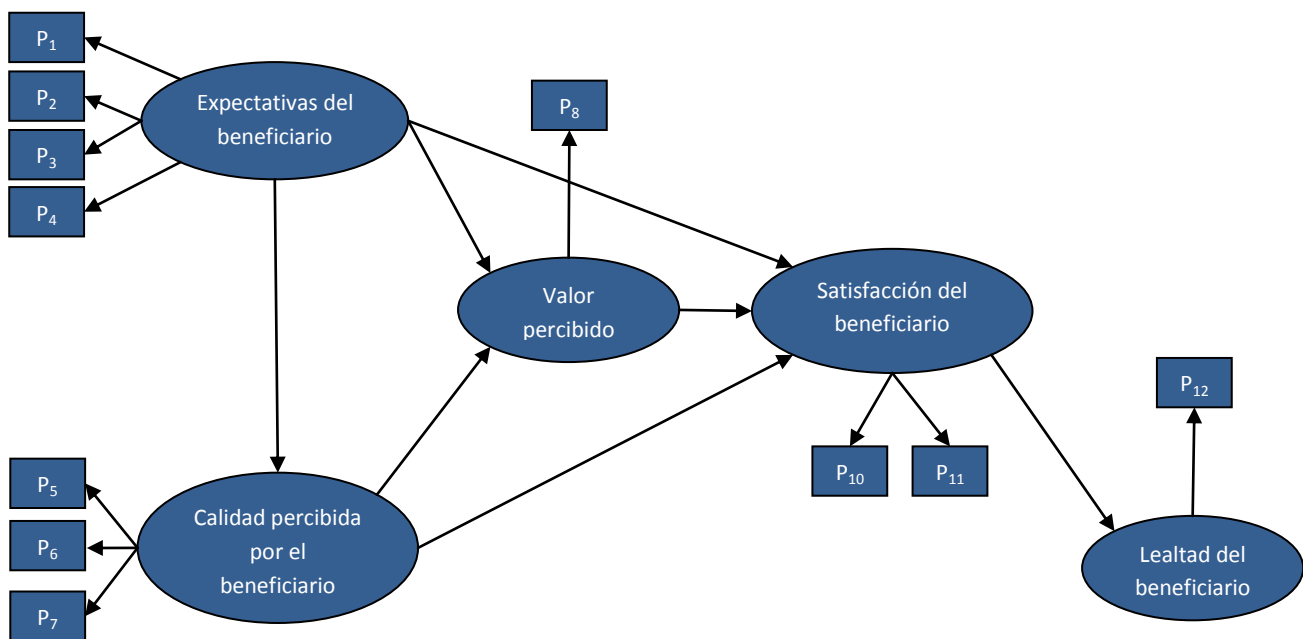 P1
P2
P3
P4
Expectativas del
beneficiario
P8
Valor
percibido
Satisfacción del
beneficiario
P12
P10
P11
P5
P6
P7
Calidad percibida
por el
beneficiario
Lealtad del
beneficiario